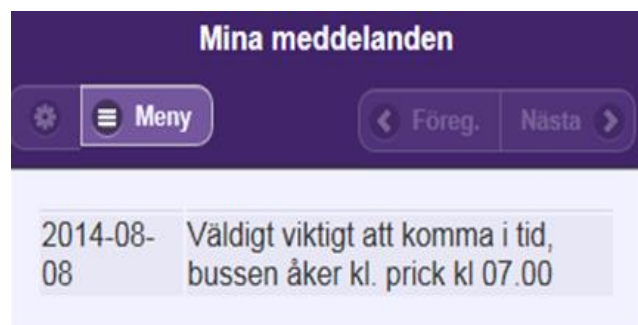 Mina meddelanden
Meny
Föreg.
Nästa
2014-08-
08
Väldigt viktigt att komma i tid,
bussen åker kl. prick kl 07.00